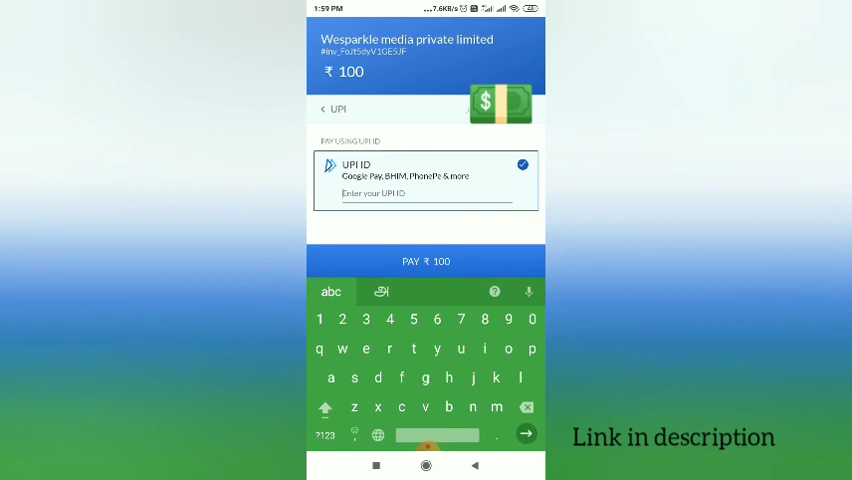 1:59 PM
...7.6KB/s
Wesparkle media private limited
#inv_FoJt5dyV1GE5JF
₹ 100
UPI
PAY USING UPI ID
UPI ID
Google Pay, BHIM, PhonePe & more
Enter your UPI ID
PAY ₹ 100
abc அ
1 2 3 4 5 6 7 8 9 0
q w e r t y u i o p
a s d f g h j k l
z x c v b n m
?123 , .
Link in description